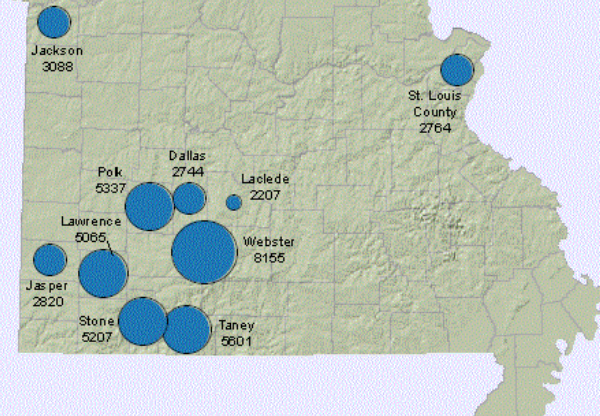 Jackson
3088
St. Louis
County
2764
Dallas
2744
Polk
5337
Laclede
2207
Lawrence
5065
Webster
8155
Jasper
2820
Stone
5207
Taney
5601